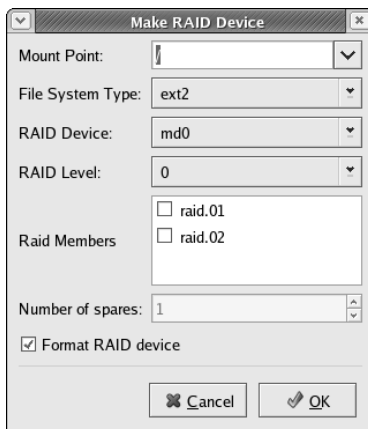 Make RAID Device
Mount Point: /
File System Type: ext2
RAID Device: md0
RAID Level: 0
raid.01
raid.02
Raid Members
Number of spares: 1
Format RAID device
Cancel OK